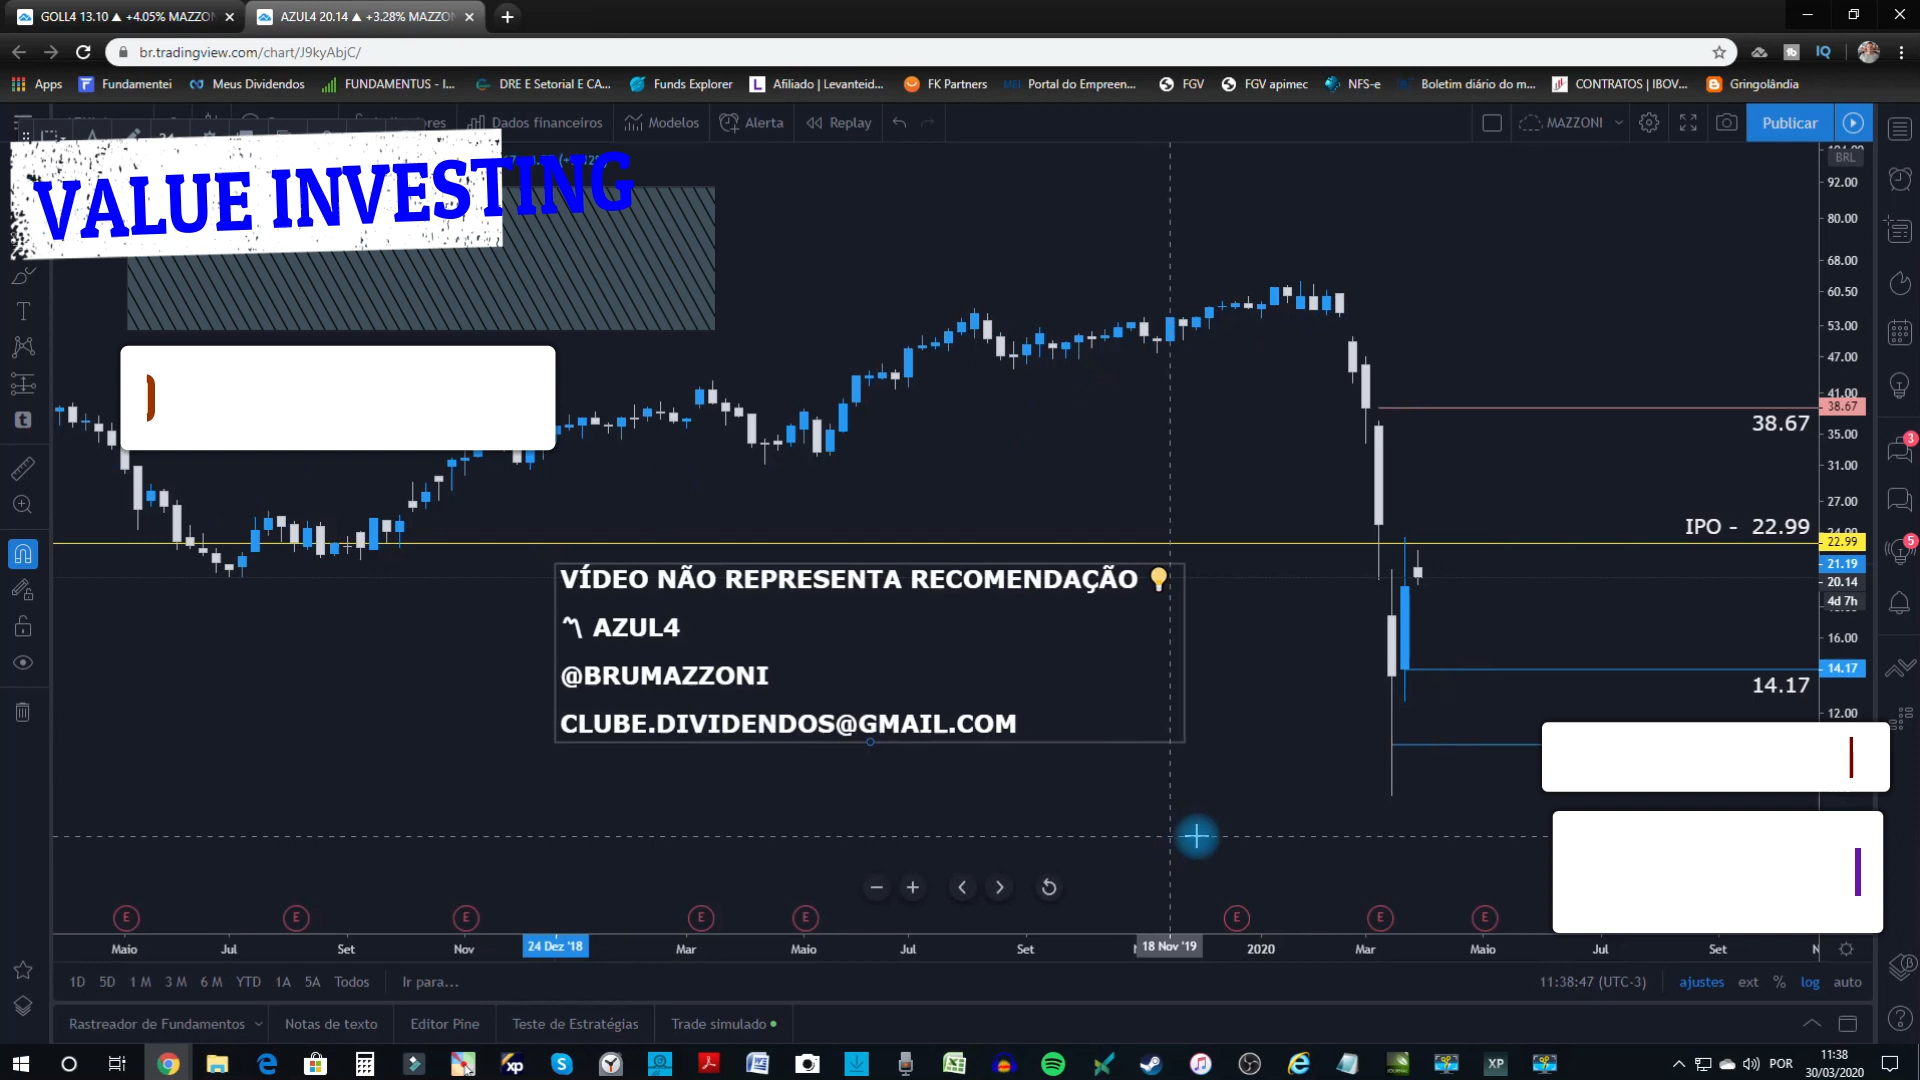 GOLL4 13.10 ▲ +4.05% MAZZON
AZUL4 20.14 ▲ +3.28% MAZZON
br.tradingview.com/chart/J9kyAbjC/
Apps
Fundamentei
Meus Dividendos
FUNDAMENTUS - I...
DRE E Setorial E CA...
Funds Explorer
Afiliado | Levanteid...
FK Partners
Portal do Empreen...
FGV
FGV apimec
NFS-e
Boletim diário do m...
CONTRATOS | IBOV...
Gringolândia
Dados financeiros
Modelos
Alerta
Replay
MAZZONI
Publicar
VALUE INVESTING
BRL
92.00
80.00
68.00
60.50
53.00
47.00
41.00
38.67
38.67
35.00
31.00
27.00
IPO - 22.99
24.00
22.99
21.19
20.14
4d 7h
16.00
14.17
14.17
12.00
VÍDEO NÃO REPRESENTA RECOMENDAÇÃO
AZUL4
@BRUMAZZONI
CLUBE.DIVIDENDOS@GMAIL.COM
E E E E E E E E
Maio Jul Set Nov 24 Dez '18 Mar Maio Jul Set 18 Nov '19 2020 Mar Maio Jul Set N
1D 5D 1 M 3 M 6 M YTD 1A 5A Todos Ir para...
11:38:47 (UTC-3) ajustes ext % log auto
Rastreador de Fundamentos Notas de texto Editor Pine Teste de Estratégias Trade simulado
3
5
POR
11:38
30/03/2020